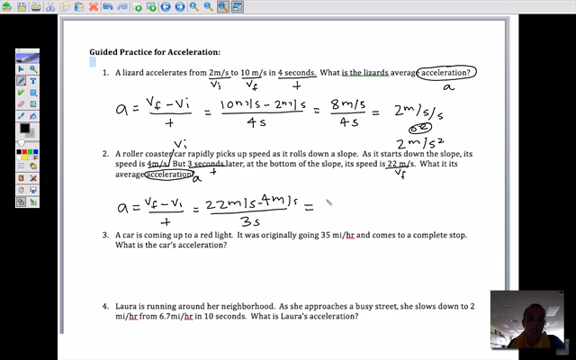 Guided Practice for Acceleration:
1. A lizard accelerates from 2m/s to 10 m/s in 4 seconds. What is the lizards average acceleration?
Vi Vf t a
a = Vf - Vi / t = 10m/s - 2m/s / 4s = 8m/s / 4s = 2m/s/s
or
2m/s²
Vi
2. A roller coaster car rapidly picks up speed as it rolls down a slope. As it starts down the slope, its
speed is 4m/s. But 3 seconds later, at the bottom of the slope, its speed is 22 m/s. What it its
average acceleration? a t Vf
a = Vf - Vi / t = 22m/s - 4m/s / 3s =
3. A car is coming up to a red light. It was originally going 35 mi/hr and comes to a complete stop.
What is the car's acceleration?
4. Laura is running around her neighborhood. As she approaches a busy street, she slows down to 2
mi/hr from 6.7mi/hr in 10 seconds. What is Laura's acceleration?